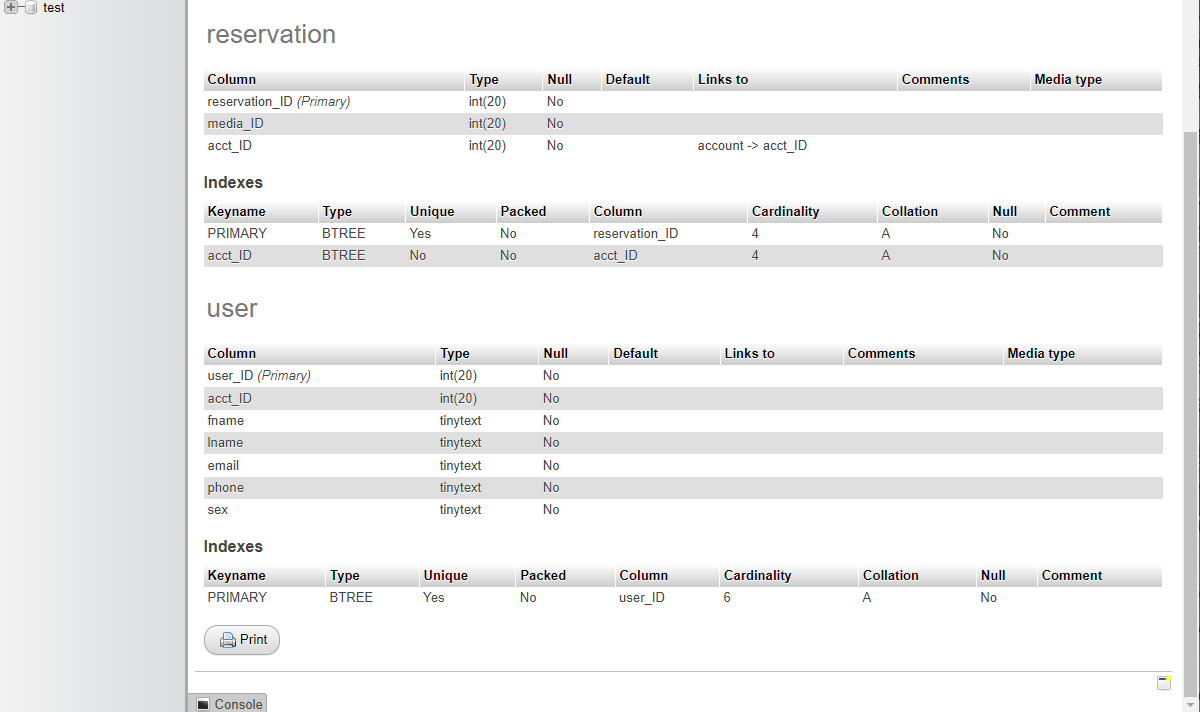 test
reservation
Column Type Null Default Links to Comments Media type
reservation_ID (Primary) int(20) No
media_ID int(20) No
acct_ID int(20) No account -> acct_ID
Indexes
Keyname Type Unique Packed Column Cardinality Collation Null Comment
PRIMARY BTREE Yes No reservation_ID 4 A No
acct_ID BTREE No No acct_ID 4 A No
user
Column Type Null Default Links to Comments Media type
user_ID (Primary) int(20) No
acct_ID int(20) No
fname tinytext No
lname tinytext No
email tinytext No
phone tinytext No
sex tinytext No
Indexes
Keyname Type Unique Packed Column Cardinality Collation Null Comment
PRIMARY BTREE Yes No user_ID 6 A No
Print
Console